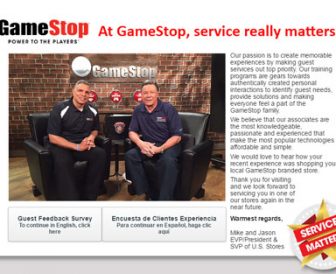 GameStop
POWER TO THE PLAYERS
At GameStop, service really matters
GameStop
Our passion is to create memorable
experiences by making guest
services out top priority. Our training
programs are gears towards
authentically created personal
interactions to identify guest needs,
provide solutions and making
everyone feel a part of the
GameStop family.
We believe that our associates are
the most knowledgeable,
passionate and experienced that
make the most popular technologies
affordable and simple
We would love to hear how your
recent experience was shopping you
local GameStop branded store.
Thank you for visiting
and we look forward
to servicing you in one
of our stores again in the
near future.
Warmest regards,
Mike and Jason
EVP/President &
SVP of U.S. Stores
Guest Feedback Survey
To continue in English, click
here
Encuesta de Clientes Experiencia
Para continuar en Español, haga clic
aquí
SERVICE
MATTER